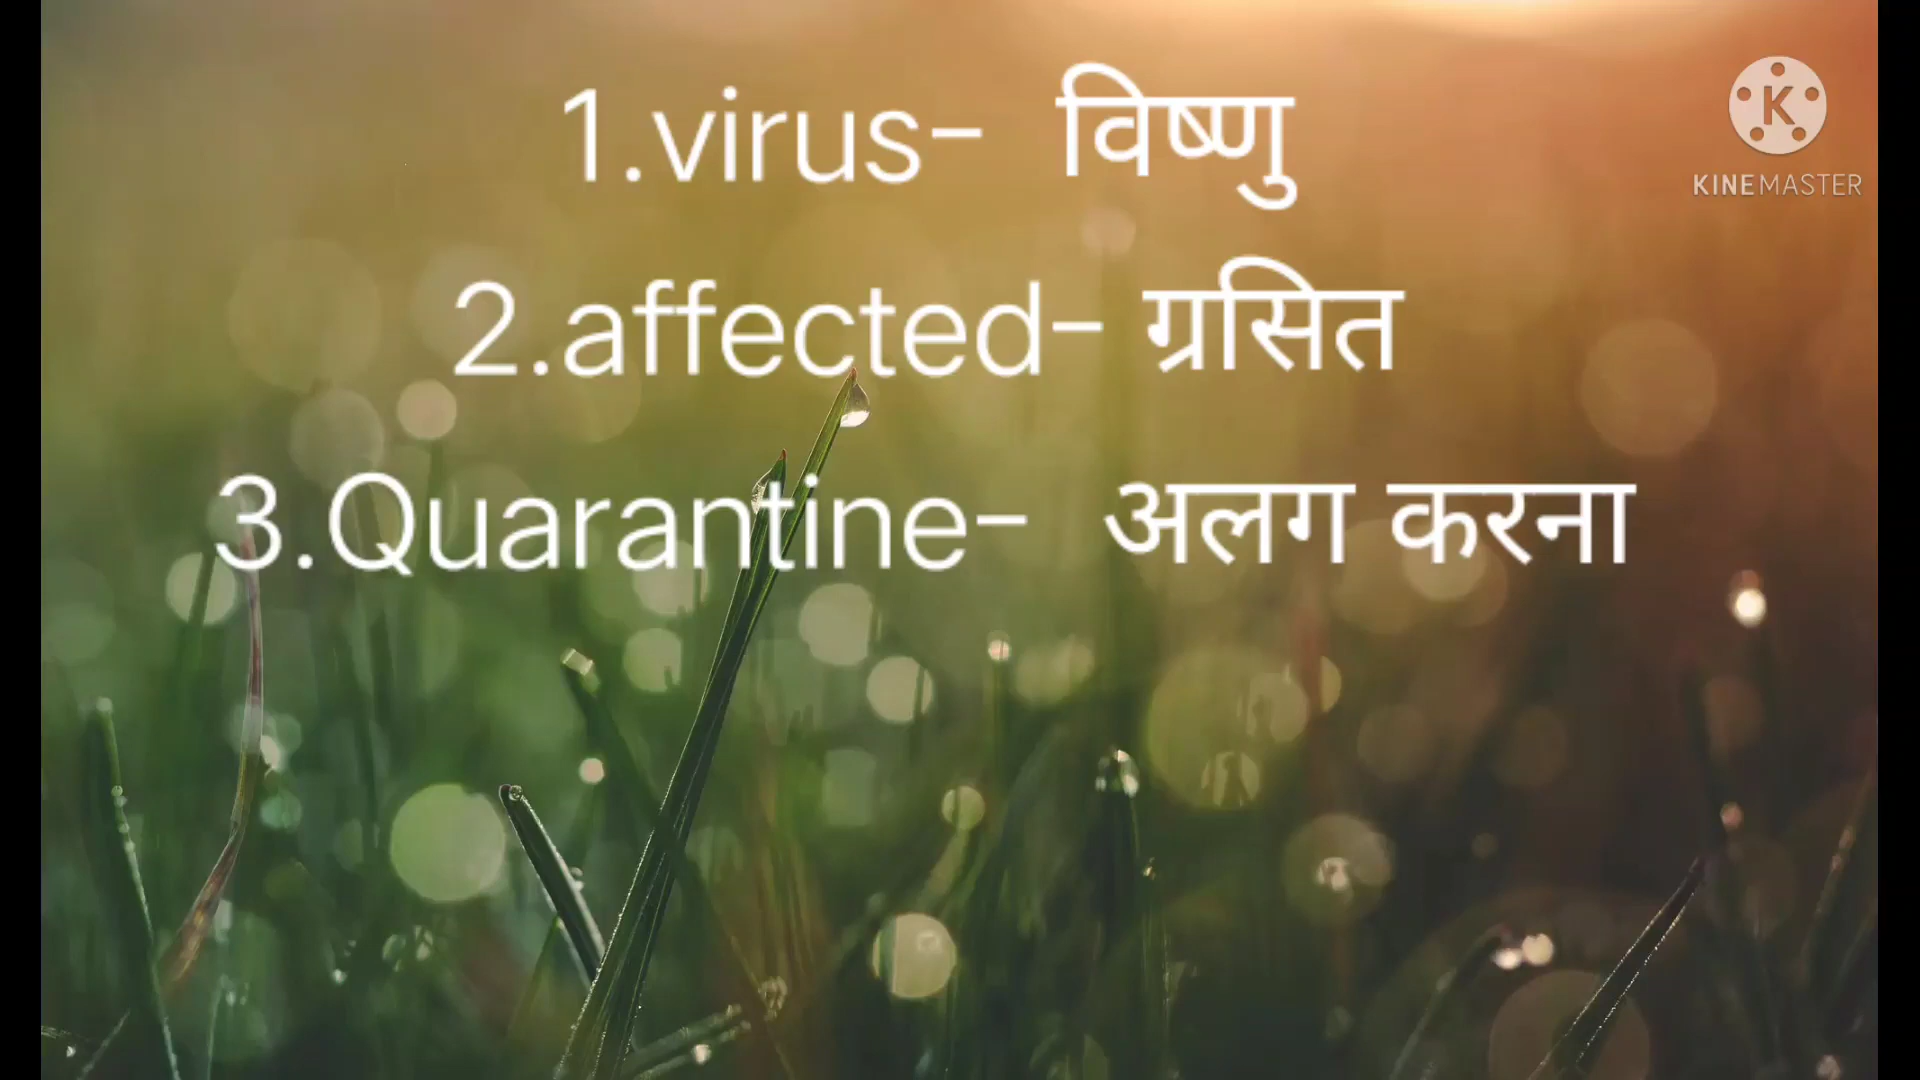 1.virus- विष्णु
KINEMASTER
2.affected- ग्रसित
3.Quarantine- अलग करना